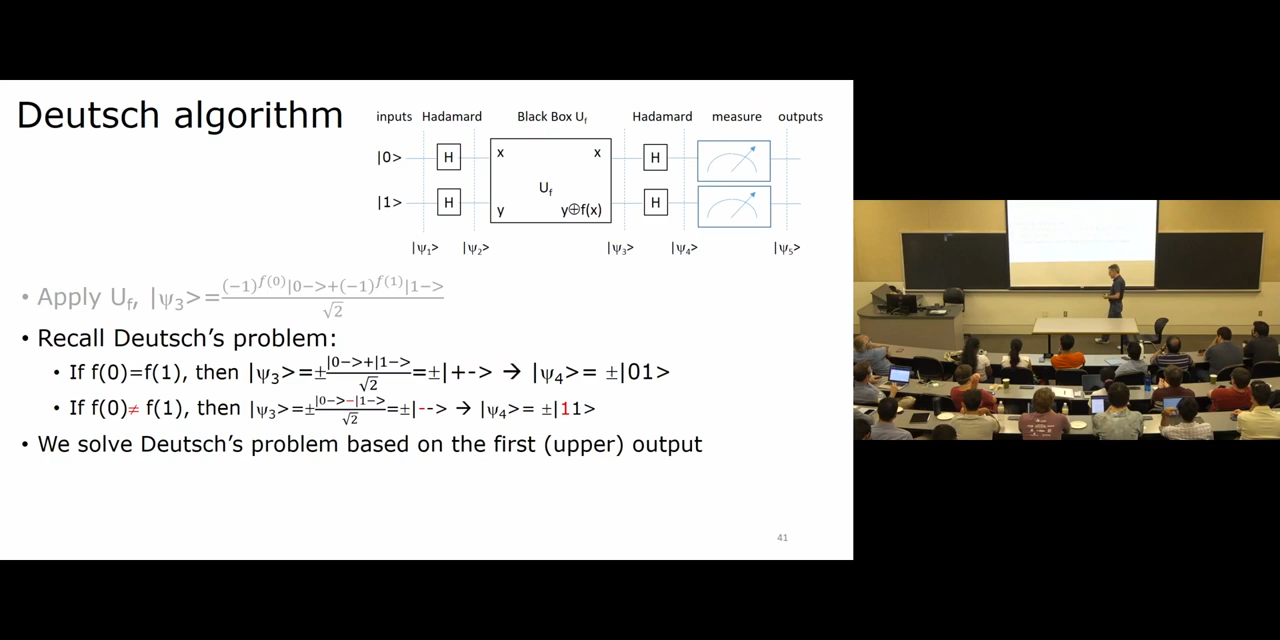 Deutsch algorithm
inputs Hadamard Black Box U_f Hadamard measure outputs
|0> H x x H
U_f
|1> H y y⊕f(x) H
|ψ₁> |ψ₂> |ψ₃> |ψ₄> |ψ₅>
• Apply U_f, |ψ₃>=((-1)^f(0)|0->+(-1)^f(1)|1->)/√2
• Recall Deutsch's problem:
• If f(0)=f(1), then |ψ₃>=±(|0->+|1->)/√2=±|+-> → |ψ₄>= ±|01>
• If f(0)≠ f(1), then |ψ₃>=±(|0->-|1->)/√2=±|--> → |ψ₄>= ±|11>
• We solve Deutsch's problem based on the first (upper) output
41